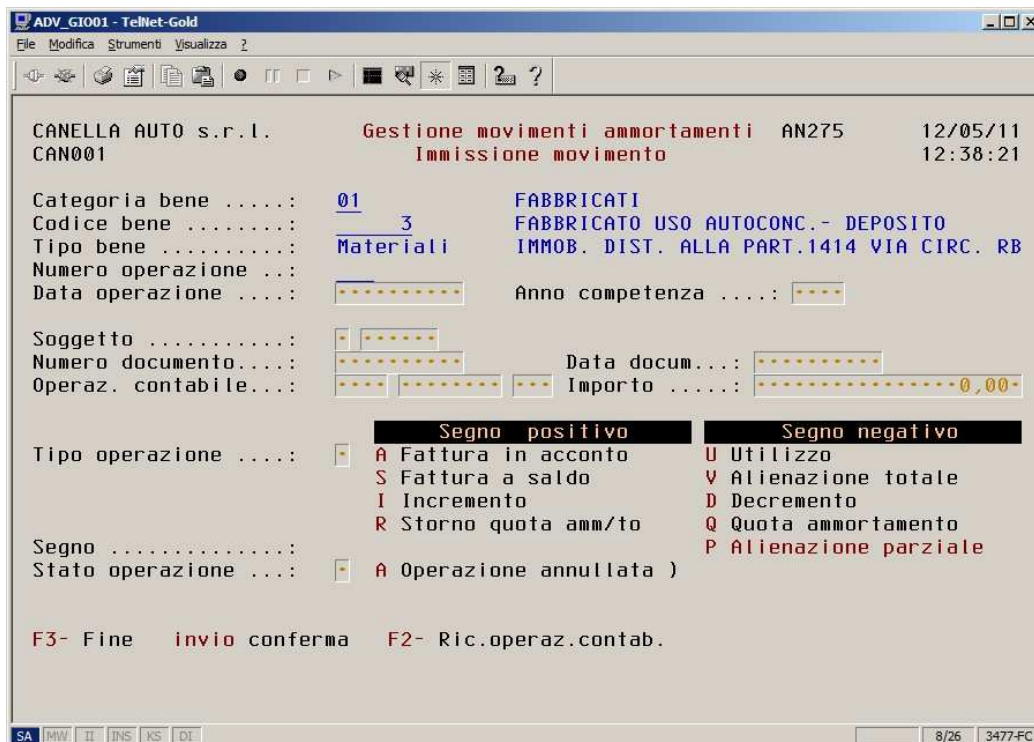 ADV_GIO01 - TelNet-Gold
File Modifica Strumenti Visualizza ?
CANELLA AUTO s.r.l. Gestione movimenti ammortamenti AN275 12/05/11
CAN001 Immissione movimento 12:38:21
Categoria bene .....: 01 FABBRICATI
Codice bene ........: 3 FABBRICATO USO AUTOCONC.- DEPOSITO
Tipo bene ..........: Materiali IMMOB. DIST. ALLA PART.1414 VIA CIRC. RB
Numero operazione ..:
Data operazione ....: Anno competenza ....:
Soggetto ...........:
Numero documento....: Data docum...:
Operaz. contabile...: Importo .....: 0,00
Segno positivo Segno negativo
Tipo operazione ....: A Fattura in acconto U Utilizzo
S Fattura a saldo V Alienazione totale
I Incremento D Decremento
R Storno quota amm/to Q Quota ammortamento
Segno ..............: P Alienazione parziale
Stato operazione ...: A Operazione annullata )
F3- Fine invio conferma F2- Ric.operaz.contab.
SA MW II INS KS DI 8/26 3477-FC